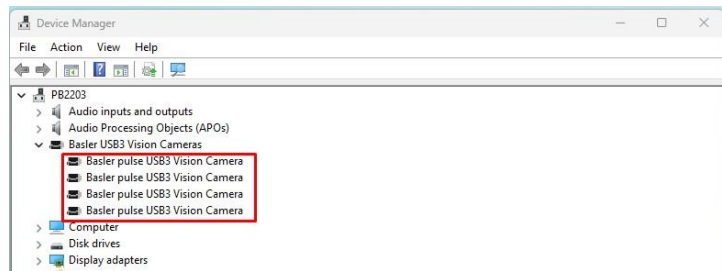 Device Manager
File Action View Help
PB2203
Audio inputs and outputs
Audio Processing Objects (APOs)
Basler USB3 Vision Cameras
Basler pulse USB3 Vision Camera
Basler pulse USB3 Vision Camera
Basler pulse USB3 Vision Camera
Basler pulse USB3 Vision Camera
Computer
Disk drives
Display adapters